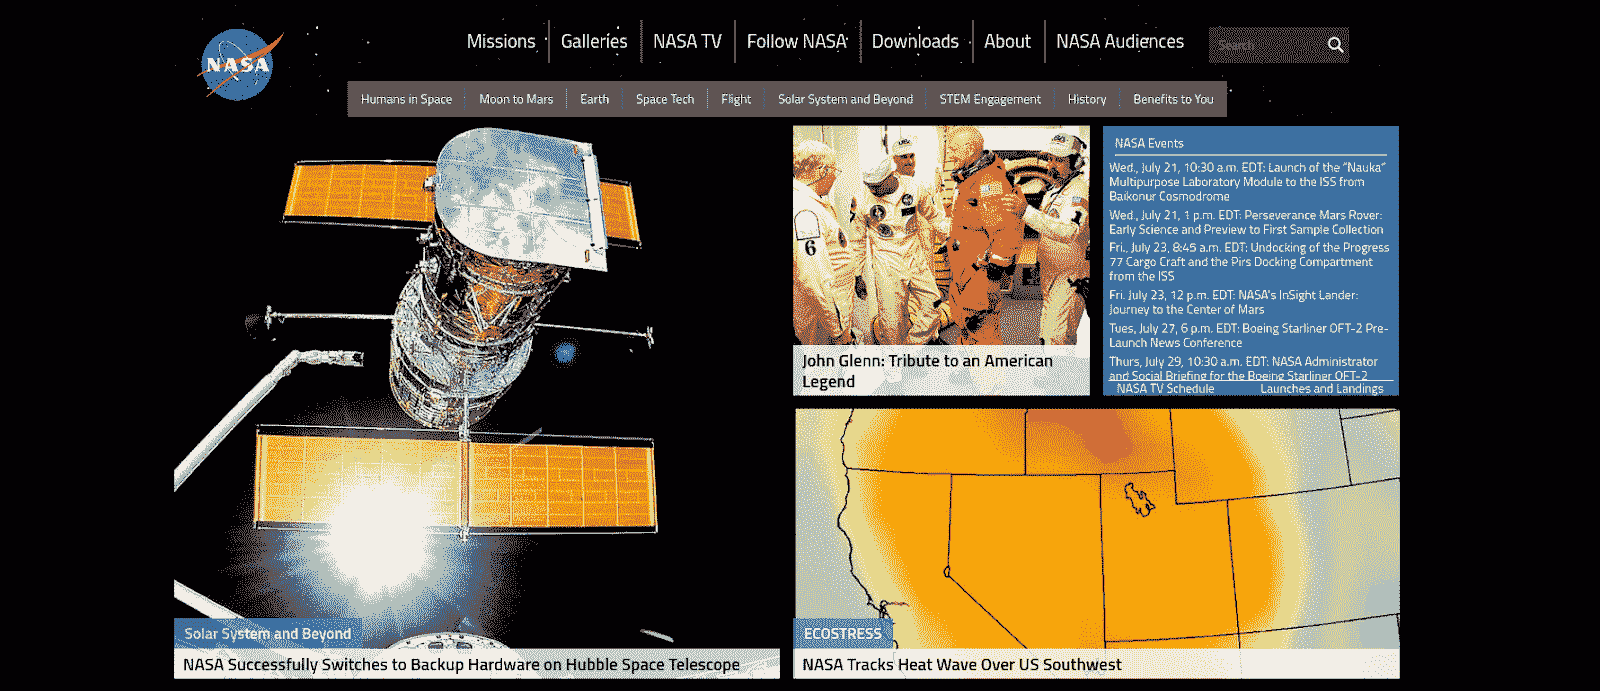 NASA
Missions
Galleries
NASA TV
Follow NASA
Downloads
About
NASA Audiences
Search
Humans in Space
Moon to Mars
Earth
Space Tech
Flight
Solar System and Beyond
STEM Engagement
History
Benefits to You
Solar System and Beyond
NASA Successfully Switches to Backup Hardware on Hubble Space Telescope
6
John Glenn: Tribute to an American
Legend
NASA Events
Wed., July 21, 10:30 a.m. EDT: Launch of the “Nauka”
Multipurpose Laboratory Module to the ISS from
Baikonur Cosmodrome
Wed., July 21, 1 p.m. EDT: Perseverance Mars Rover:
Early Science and Preview to First Sample Collection
Fri., July 23, 8:45 a.m. EDT: Undocking of the Progress
77 Cargo Craft and the Pirs Docking Compartment
from the ISS
Fri. July 23, 12 p.m. EDT: NASA's InSight Lander:
Journey to the Center of Mars
Tues, July 27, 6 p.m. EDT: Boeing Starliner OFT-2 Pre-
Launch News Conference
Thurs, July 29, 10:30 a.m. EDT: NASA Administrator
and Social Briefing for the Boeing Starliner OFT-2
NASA TV Schedule
Launches and Landings
ECOSTRESS
NASA Tracks Heat Wave Over US Southwest